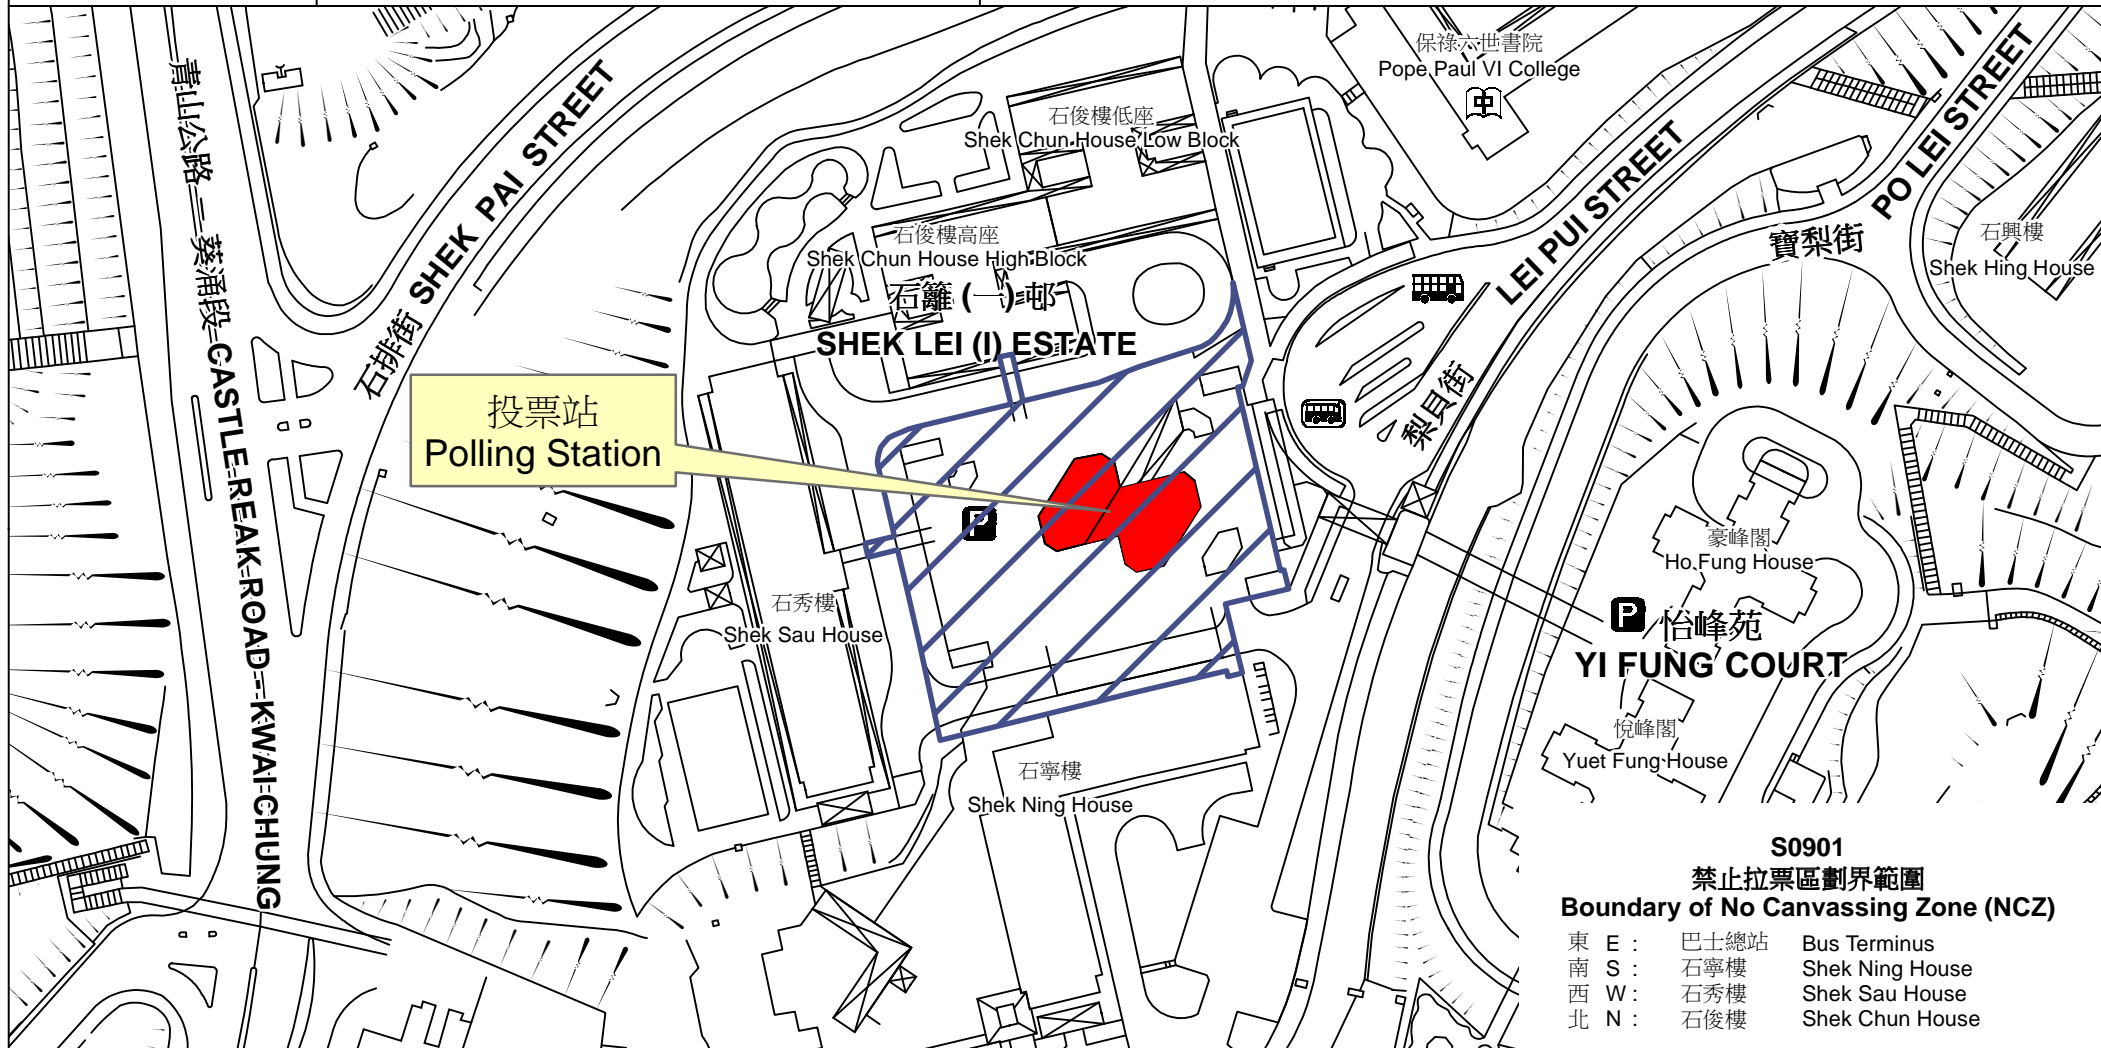 保祿六世書院
Pope Paul VI College
中
石俊樓低座
Shek Chun House Low Block
青山公路 — 葵涌段
CASTLE PEAK ROAD - KWAI CHUNG
石排街 SHEK PAI STREET
石俊樓高座
Shek Chun House High Block
石籬 (一) 邨
SHEK LEI (I) ESTATE
梨貝街 LEI PUI STREET
寶梨街 PO LEI STREET
石興樓
Shek Hing House
投票站
Polling Station
P
豪峰閣
Ho Fung House
石秀樓
Shek Sau House
P
怡峰苑
YI FUNG COURT
悅峰閣
Yuet Fung House
石寧樓
Shek Ning House
S0901
禁止拉票區劃界範圍
Boundary of No Canvassing Zone (NCZ)
東 E : 巴士總站 Bus Terminus
南 S : 石寧樓 Shek Ning House
西 W : 石秀樓 Shek Sau House
北 N : 石俊樓 Shek Chun House